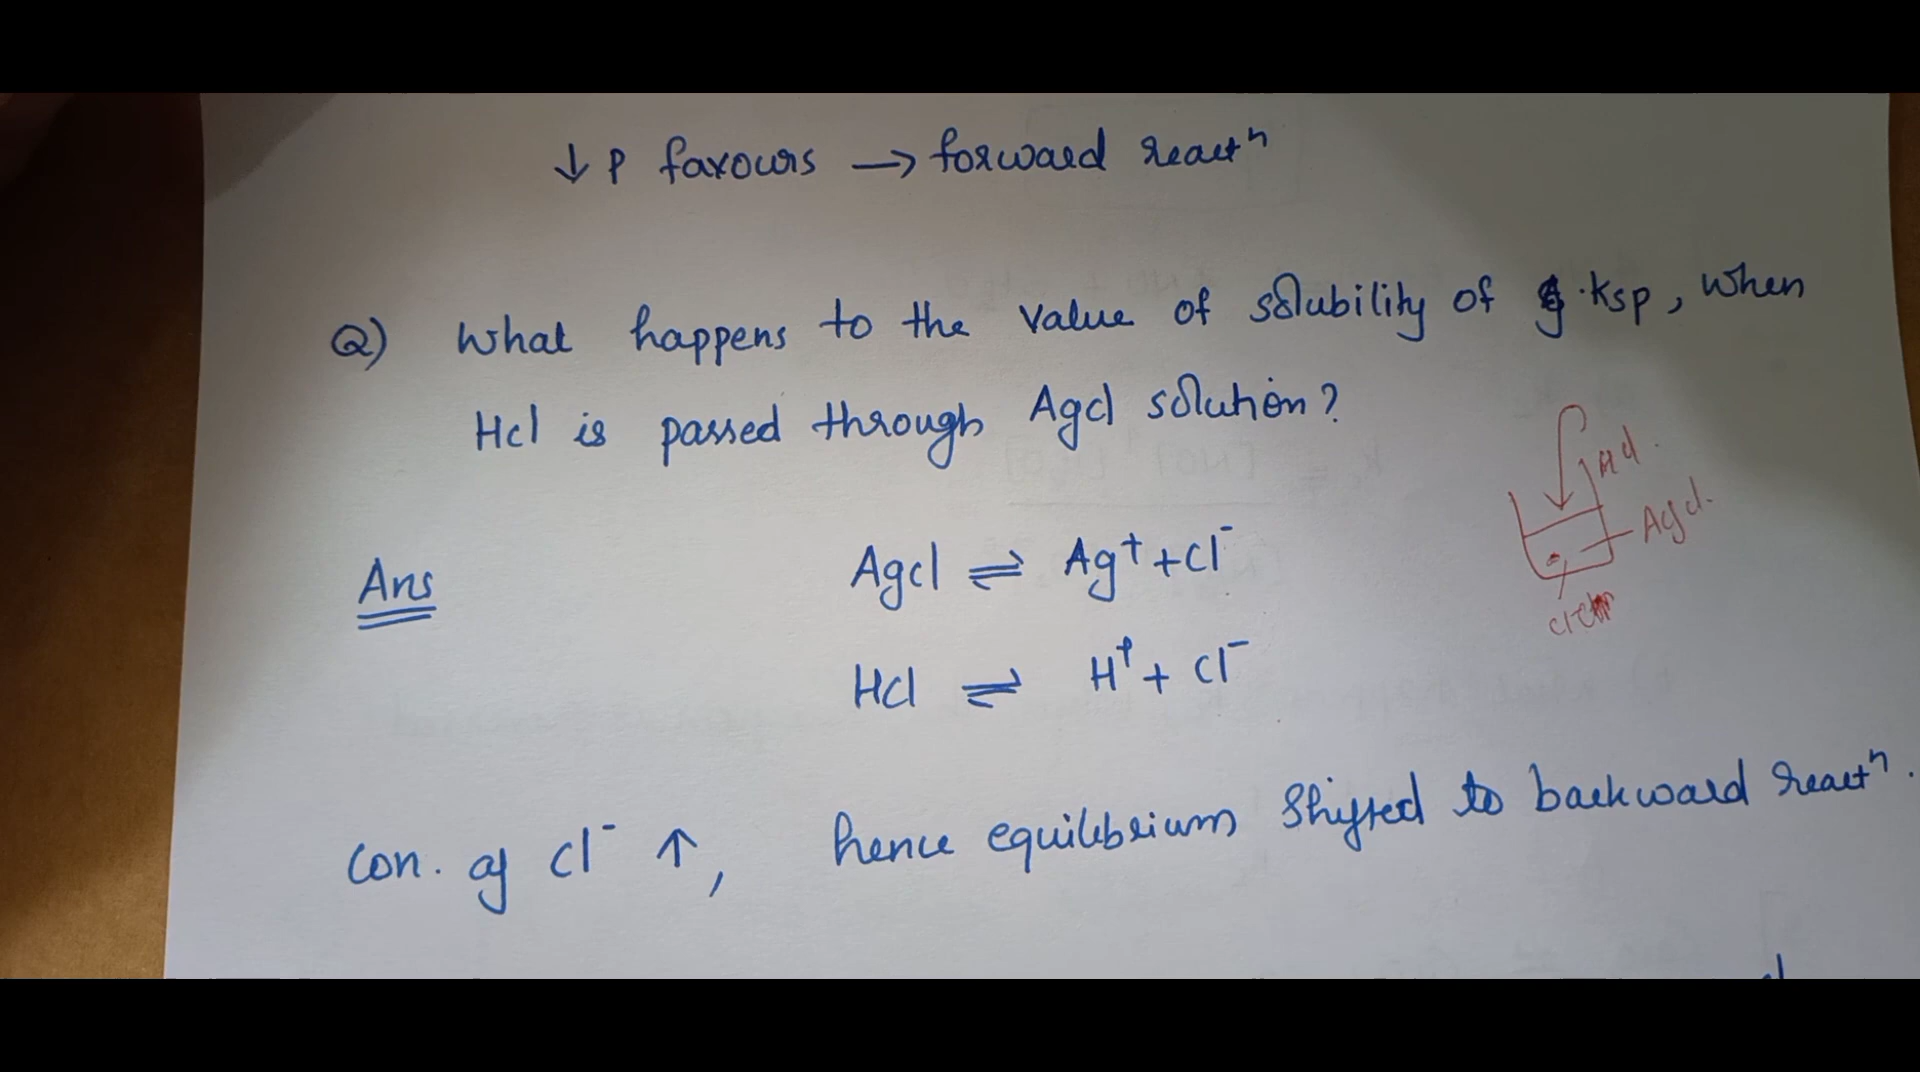 ↓ P favours → forward reactⁿ
Q) What happens to the value of solubility of Ksp, when
Hcl is passed through Agcl solution?
Hcl.
Agcl.
Ans
Agcl ⇌ Ag⁺ + Cl⁻
Hcl ⇌ H⁺ + Cl⁻
Con. of Cl⁻ ↑, hence equilibrium Shifted to backward reactⁿ.